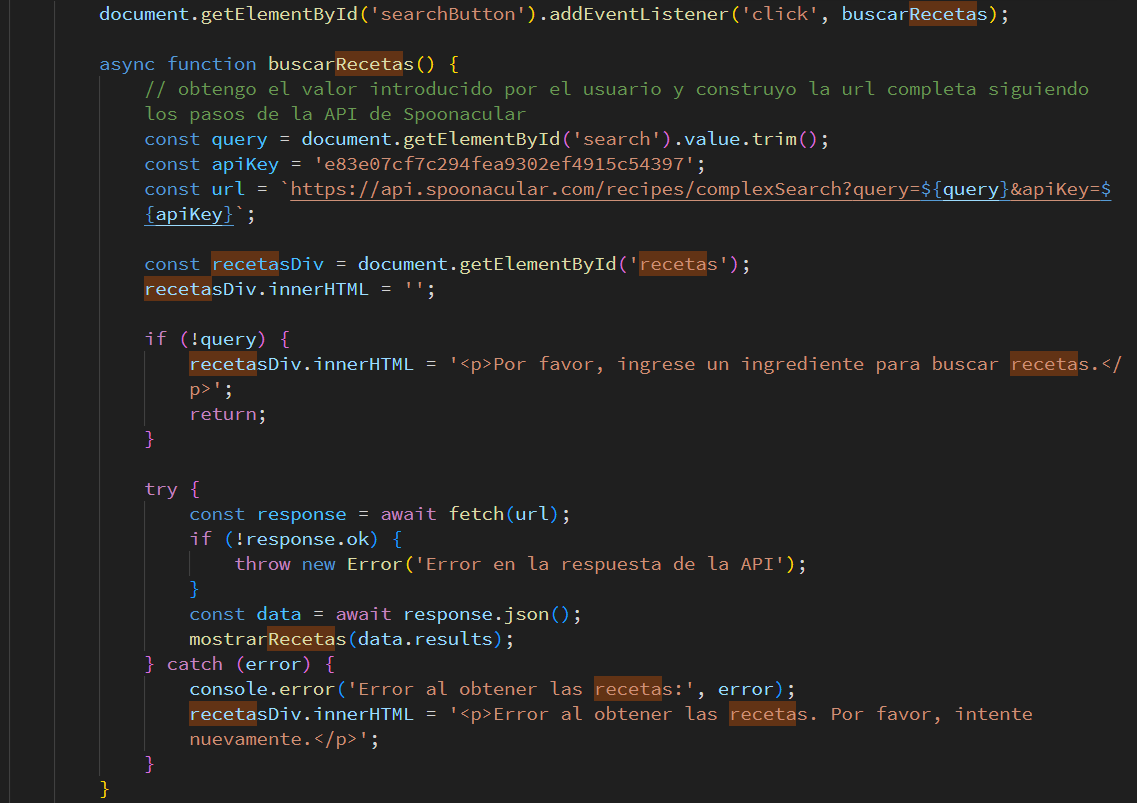 document.getElementById('searchButton').addEventListener('click', buscarRecetas);
async function buscarRecetas() {
// obtengo el valor introducido por el usuario y construyo la url completa siguiendo
los pasos de la API de Spoonacular
const query = document.getElementById('search').value.trim();
const apiKey = 'e83e07cf7c294fea9302ef4915c54397';
const url = `https://api.spoonacular.com/recipes/complexSearch?query=${query}&apiKey=$
{apiKey}`;
const recetasDiv = document.getElementById('recetas');
recetasDiv.innerHTML = '';
if (!query) {
recetasDiv.innerHTML = '<p>Por favor, ingrese un ingrediente para buscar recetas.</
p>';
return;
}
try {
const response = await fetch(url);
if (!response.ok) {
throw new Error('Error en la respuesta de la API');
}
const data = await response.json();
mostrarRecetas(data.results);
} catch (error) {
console.error('Error al obtener las recetas:', error);
recetasDiv.innerHTML = '<p>Error al obtener las recetas. Por favor, intente
nuevamente.</p>';
}
}